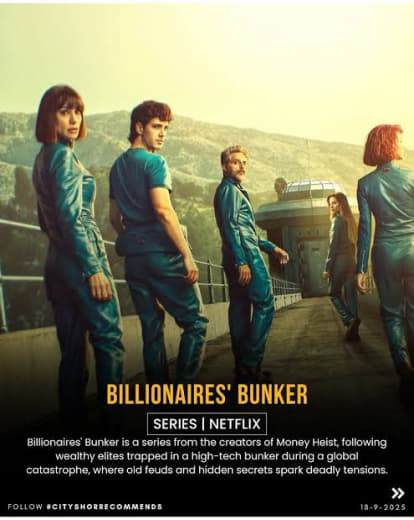 BILLIONAIRES' BUNKER
SERIES | NETFLIX
Billionaires' Bunker is a series from the creators of Money Heist, following
wealthy elites trapped in a high-tech bunker during a global
catastrophe, where old feuds and hidden secrets spark deadly tensions.
FOLLOW #CITYSHORRECOMMENDS
18-9-2025